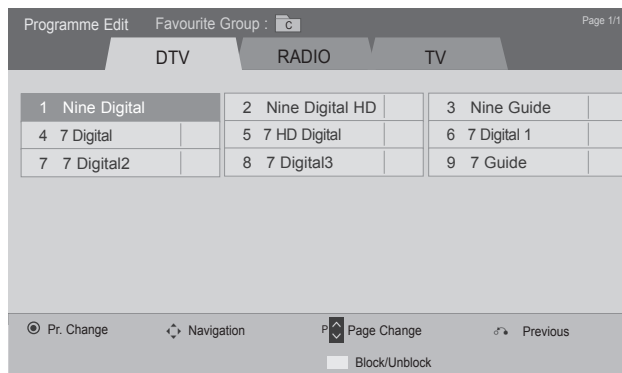 Programme Edit Favourite Group : C Page 1/1
DTV RADIO TV
1 Nine Digital 2 Nine Digital HD 3 Nine Guide
4 7 Digital 5 7 HD Digital 6 7 Digital 1
7 7 Digital2 8 7 Digital3 9 7 Guide
Pr. Change Navigation P Page Change Previous
Block/Unblock